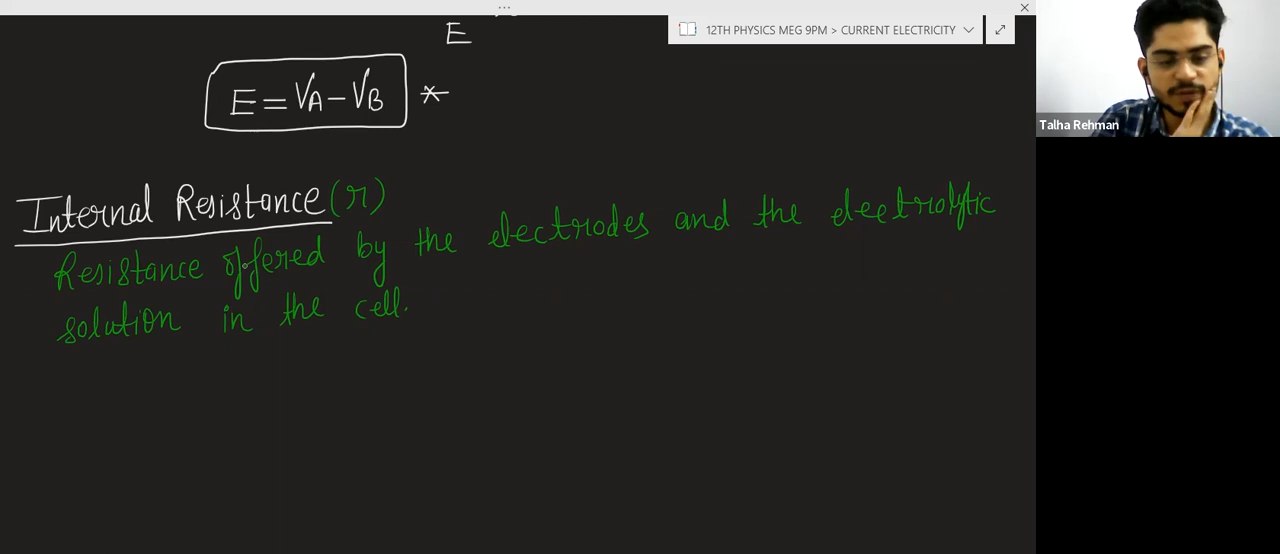 E
12TH PHYSICS MEG 9PM > CURRENT ELECTRICITY
E = VA - VB *
Talha Rehman
Internal Resistance (r)
Resistance offered by the electrodes and the electrolytic
solution in the cell.